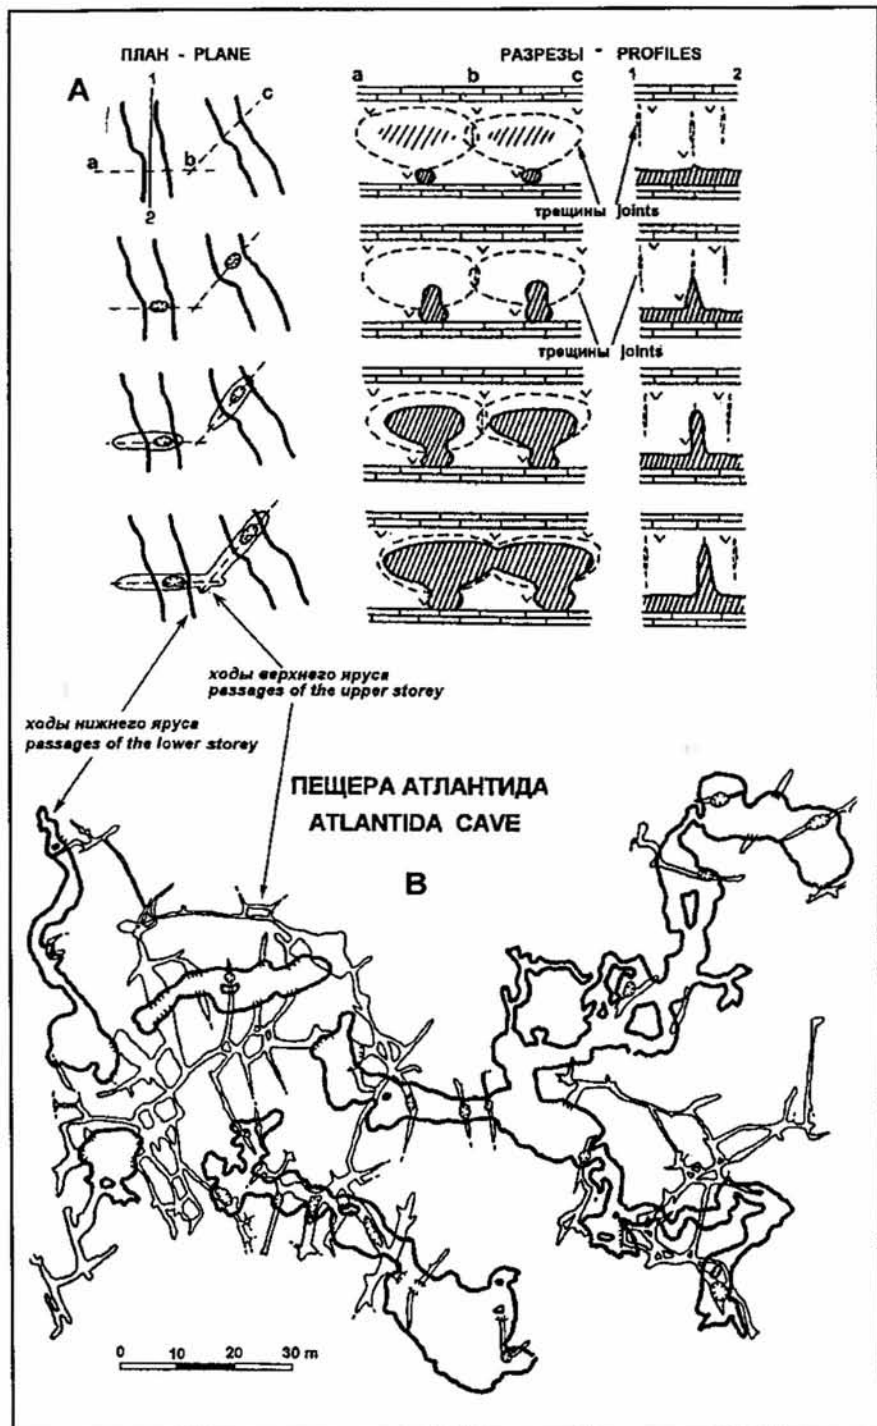 ПЛАН - PLANE
РАЗРЕЗЫ - PROFILES
A
1
c
a
b
2
a
b
c
1
2
трещины joints
трещины joints
ходы верхнего яруса
passages of the upper storey
ходы нижнего яруса
passages of the lower storey
ПЕЩЕРА АТЛАНТИДА
ATLANTIDA CAVE
B
0 10 20 30 m